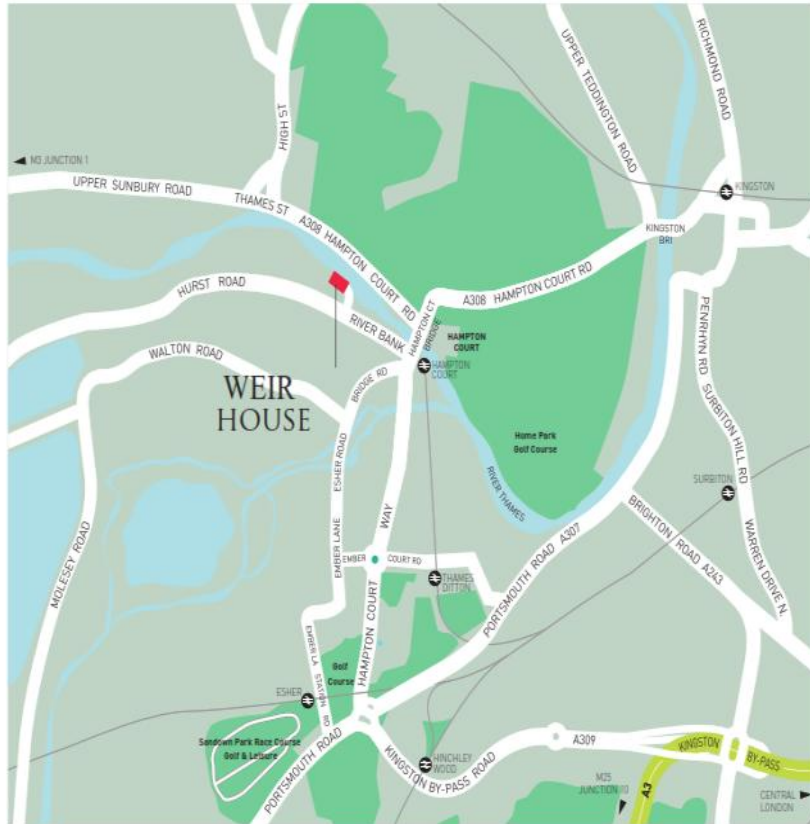 UPPER TEDDINGTON ROAD
RICHMOND ROAD
HIGH ST
M3 JUNCTION 1
UPPER SUNBURY ROAD
THAMES ST
A308 HAMPTON COURT RD
KINGSTON
KINGSTON
BRI
HURST ROAD
A308 HAMPTON COURT RD
RIVER BANK
HAMPTON CT
BRIDGE
HAMPTON
COURT
PENRHYN RD
WALTON ROAD
HAMPTON
COURT
BRIDGE RD
WEIR
HOUSE
SURBITON HILL RD
ESHER ROAD
Home Park
Golf Course
RIVER THAMES
SURBITON
BRIGHTON ROAD A243
WARREN DRIVE N.
MOLESEY ROAD
EMBER LANE
HAMPTON COURT WAY
EMBER COURT RD
THAMES
DITTON
PORTSMOUTH ROAD A307
EMBER LA
STATION RD
Golf
Course
ESHER
Sandown Park Race Course
Golf & Leisure
PORTSMOUTH ROAD
KINGSTON BY-PASS ROAD
HINCHLEY
WOOD
A309
KINGSTON BY-PASS
M25
JUNCTION 10
A3
CENTRAL
LONDON